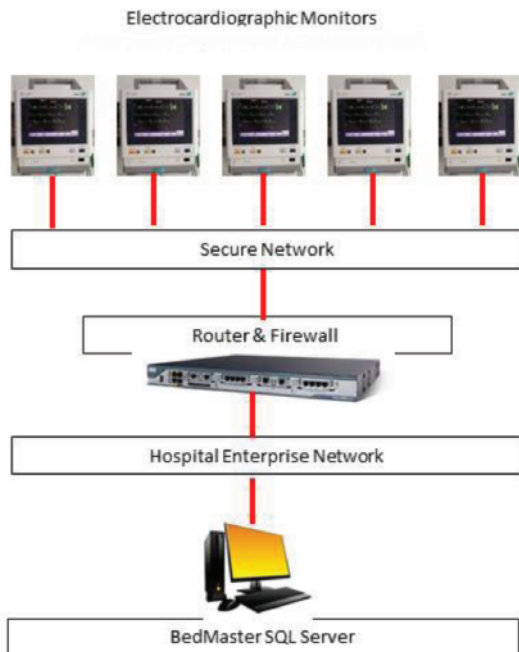 Electrocardiographic Monitors
Secure Network
Router & Firewall
Hospital Enterprise Network
BedMaster SQL Server